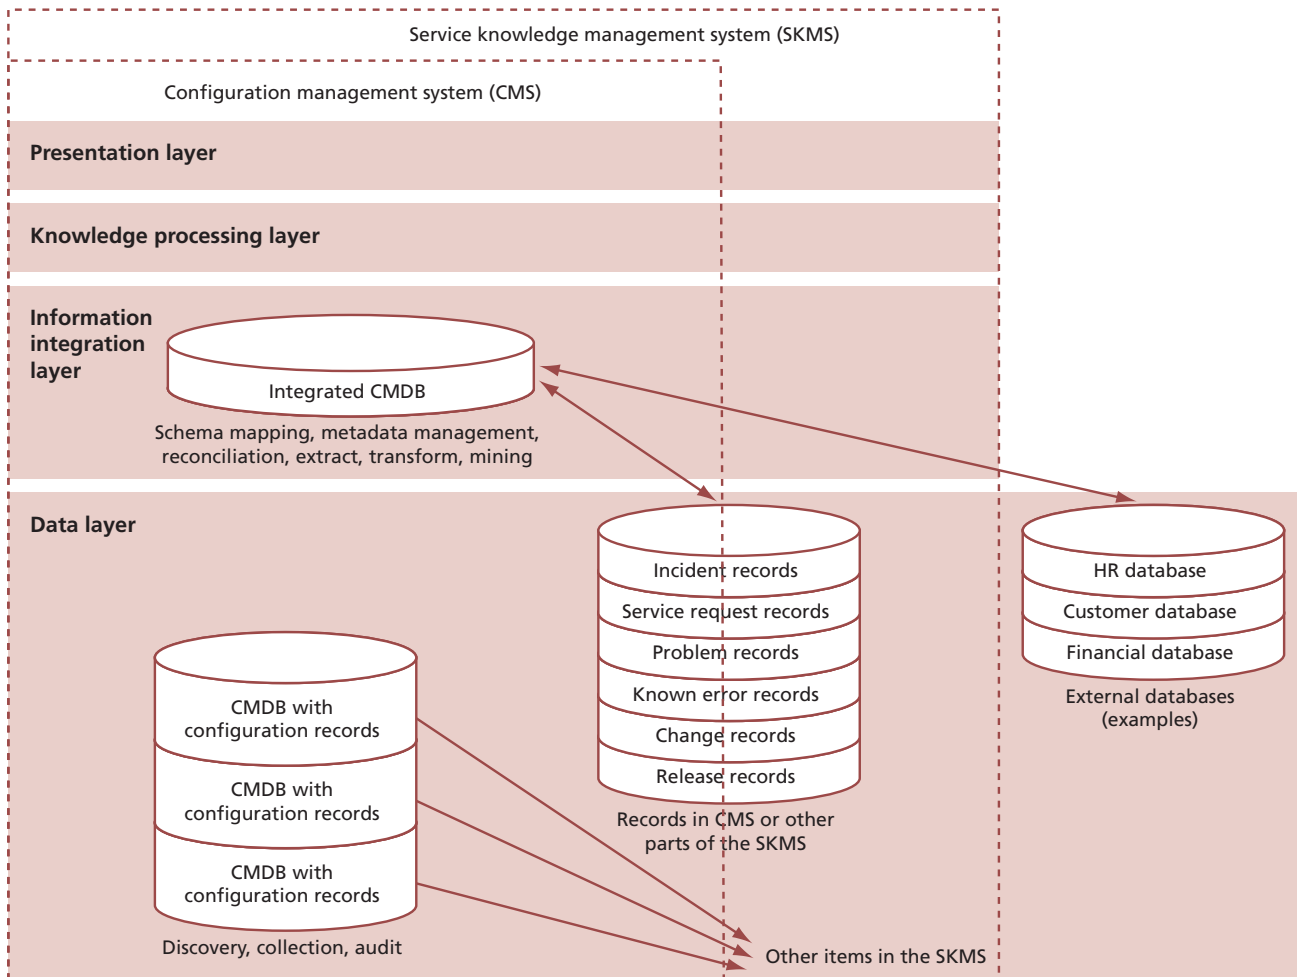 Service knowledge management system (SKMS)
Configuration management system (CMS)
Presentation layer
Knowledge processing layer
Information
integration
layer
Integrated CMDB
Schema mapping, metadata management,
reconciliation, extract, transform, mining
Data layer
Incident records
Service request records
Problem records
Known error records
Change records
Release records
Records in CMS or other
parts of the SKMS
HR database
Customer database
Financial database
External databases
(examples)
CMDB with
configuration records
CMDB with
configuration records
CMDB with
configuration records
Discovery, collection, audit
Other items in the SKMS